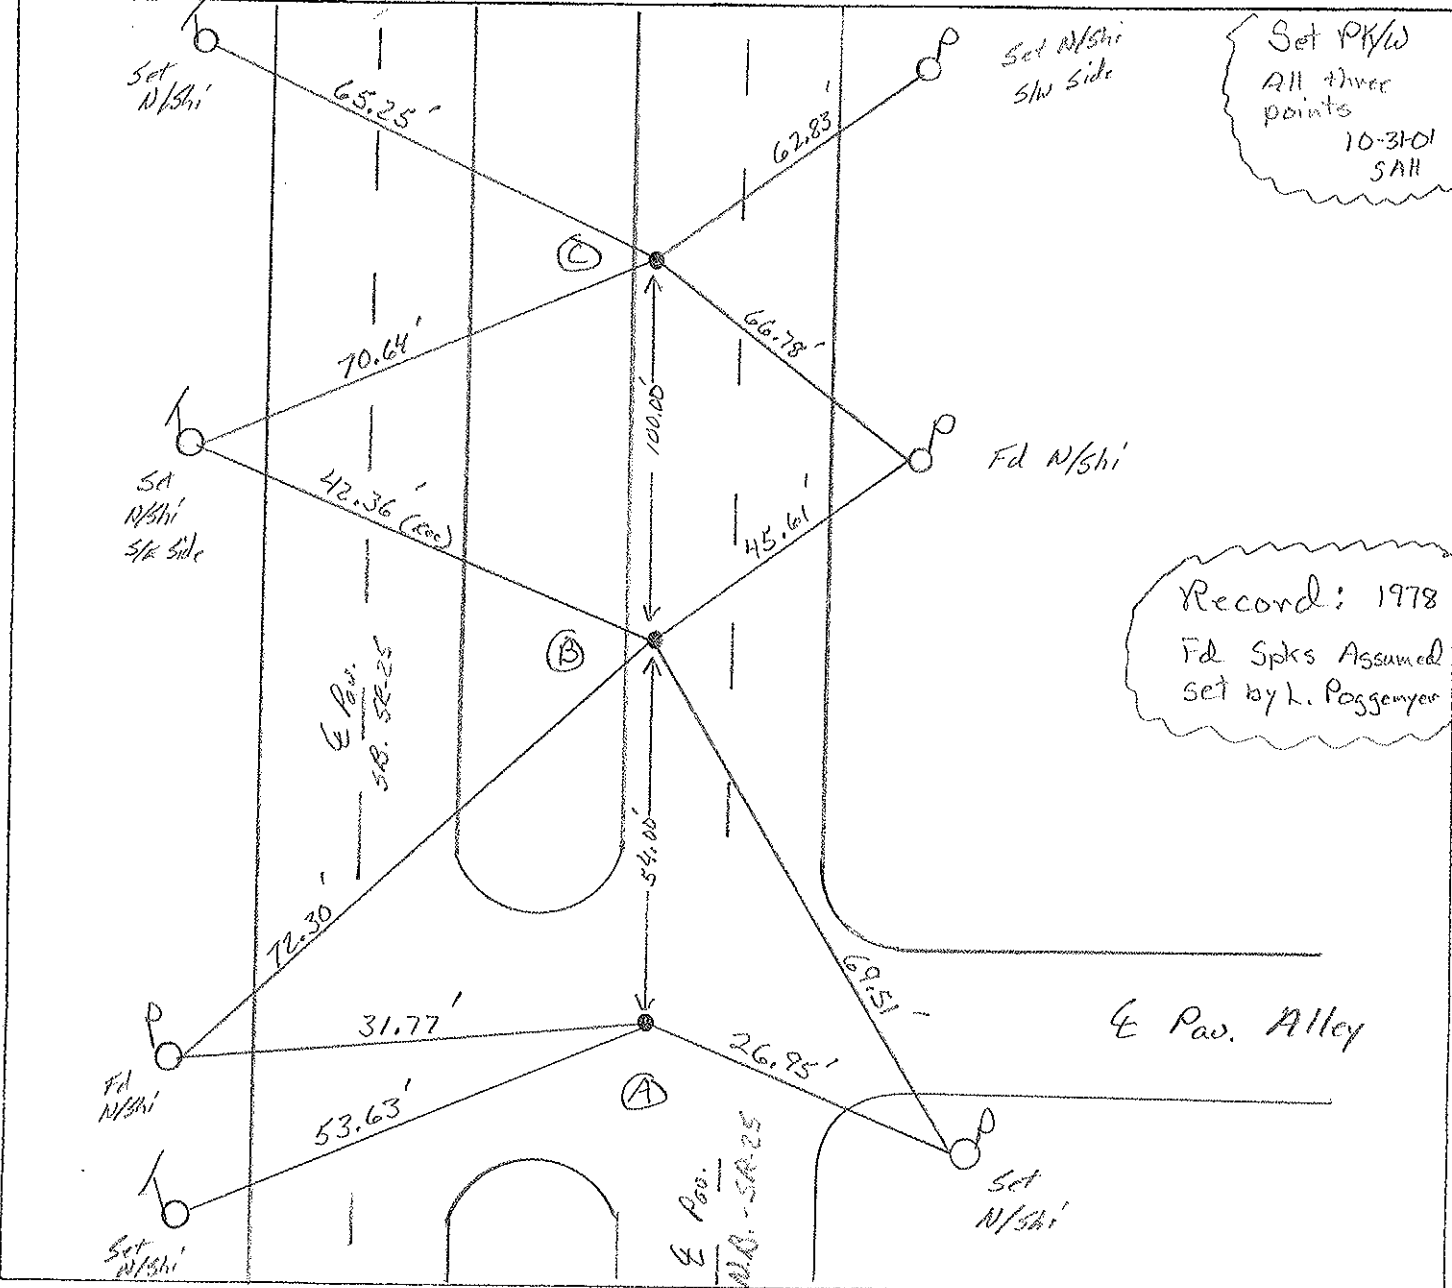 Set
N/Shi
65.25'
62.83'
Set N/Shi
S/W Side
Set PK/W
All three
points
10-31-01
SAH
C
70.64'
66.78'
100.00'
Set
N/Shi
S/E Side
42.36' (Rec)
45.61'
Fd N/Shi
Record: 1978
Fd Spks Assumed
set by L. Poggemyer
B
℄ Pav.
S.B. SR-25
54.00'
72.30'
69.51'
P
31.77'
26.95'
℄ Pav. Alley
Fd
N/Shi
A
53.63'
P
T
Set
N/Shi
℄ Pav.
N.B. - SR-25
Set
N/Shi
T
P
T
P